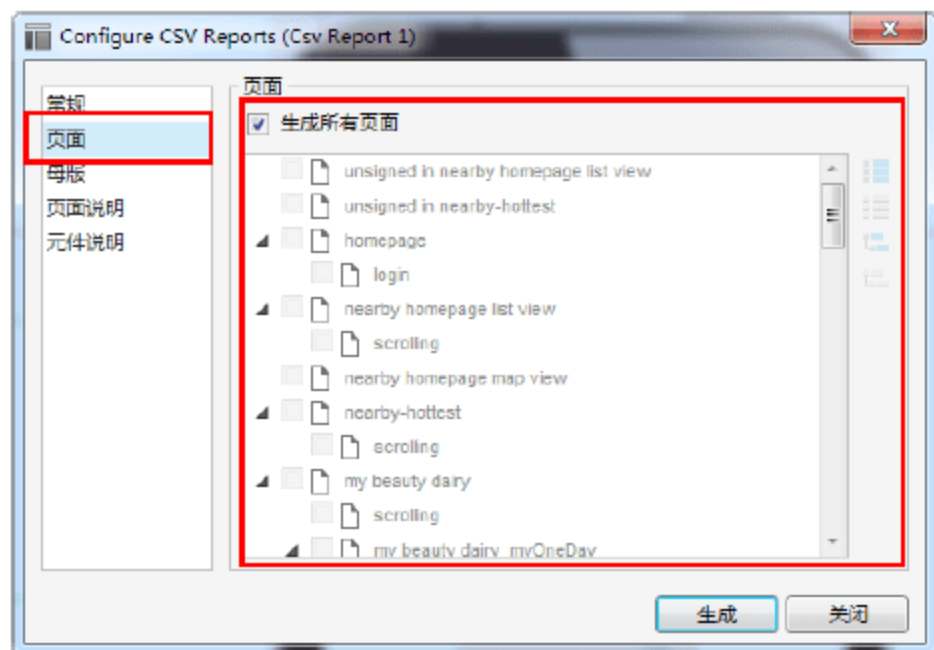 Configure CSV Reports (Csv Report 1)
常规
页面
母版
页面说明
元件说明
页面
生成所有页面
unsigned in nearby homepage list view
unsigned in nearby-hottest
homepage
login
nearby homepage list view
scrolling
nearby homepage map view
nearby-hottest
scrolling
my beauty dairy
scrolling
my beauty dairy_myOneDay
生成
关闭